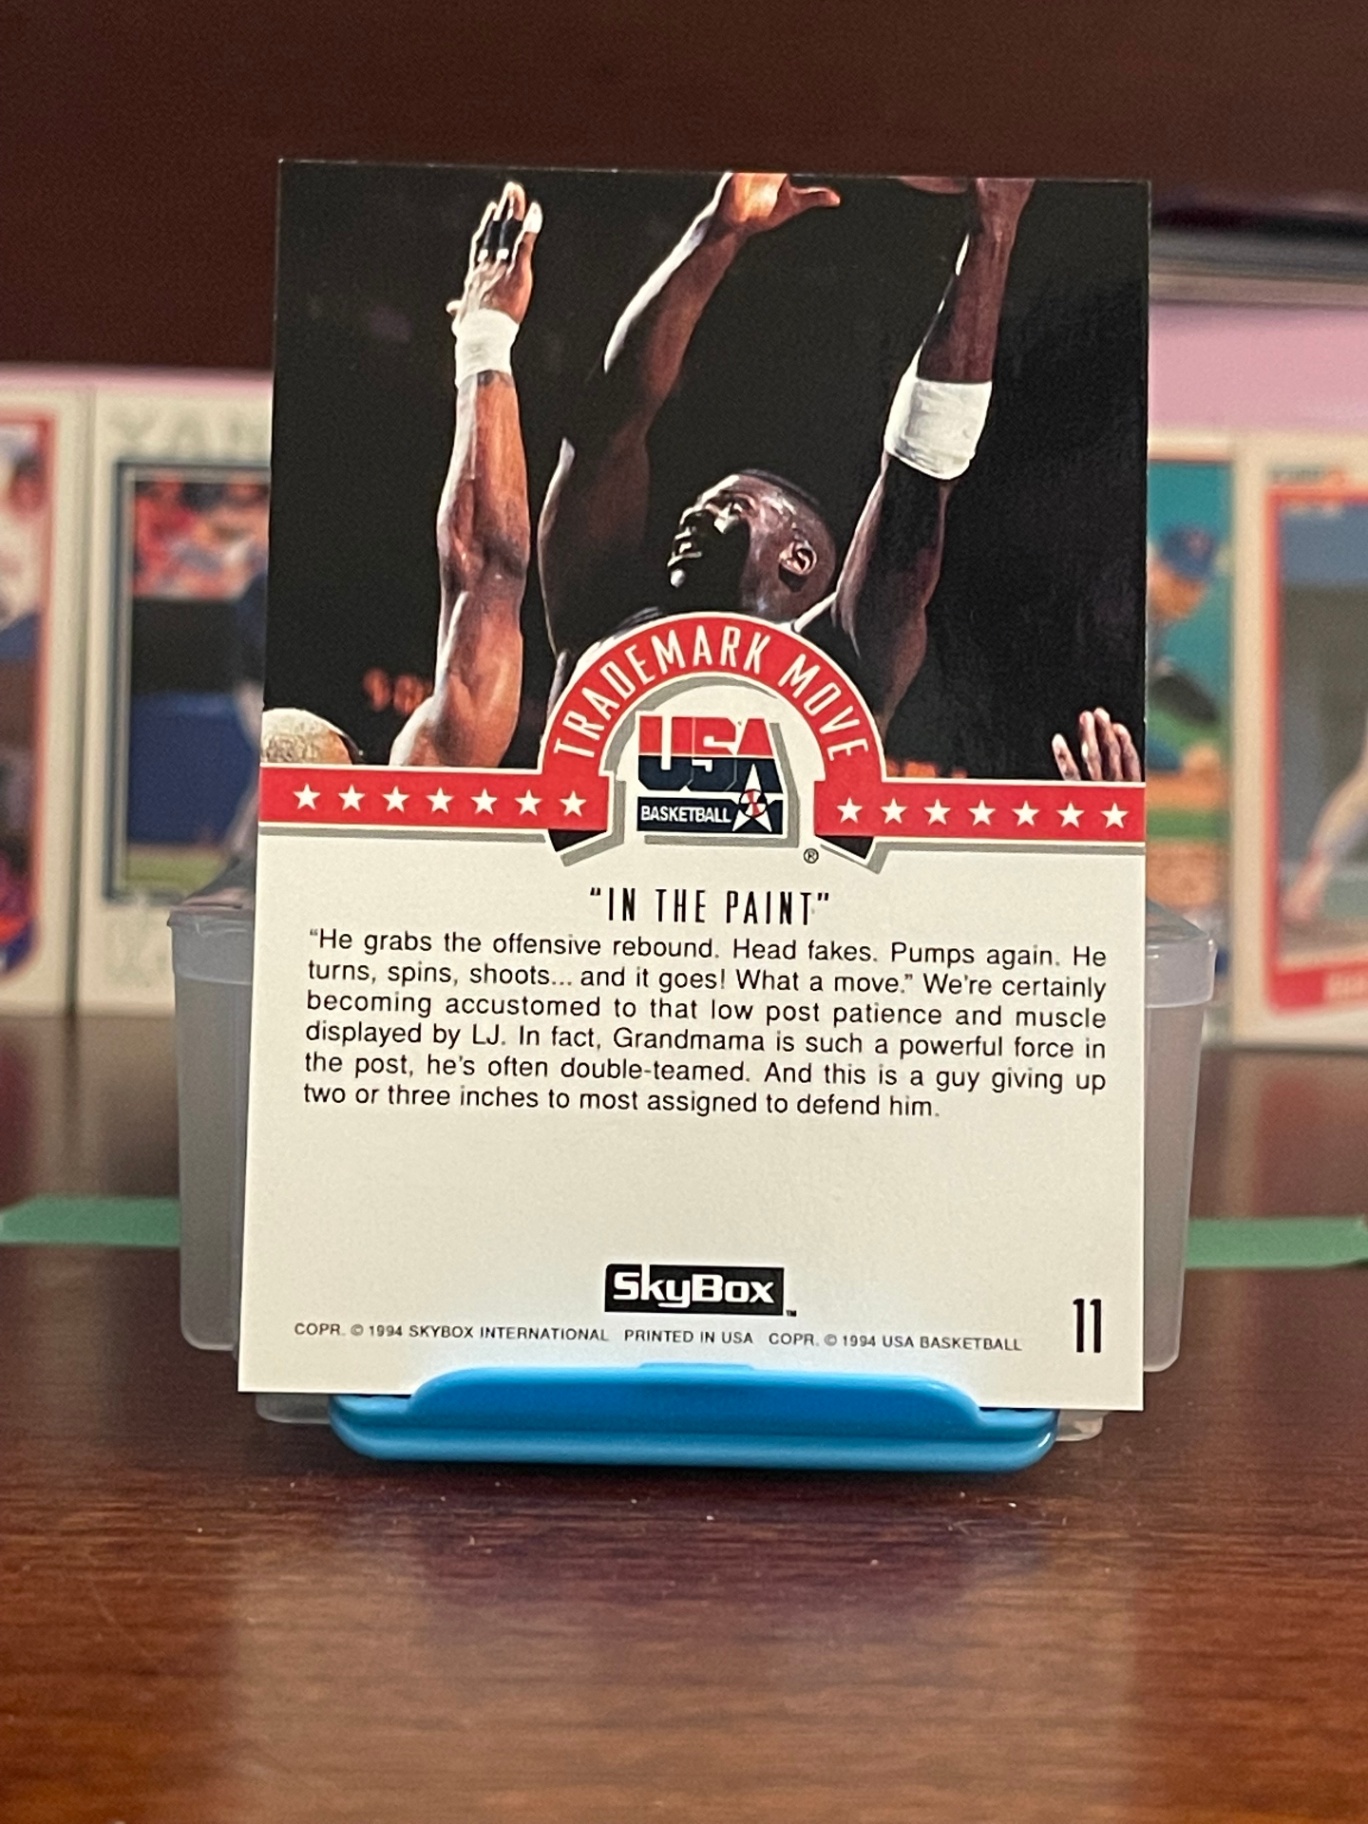 TRADEMARK MOVE
USA
BASKETBALL
®
"IN THE PAINT"
"He grabs the offensive rebound. Head fakes. Pumps again. He
turns, spins, shoots... and it goes! What a move." We're certainly
becoming accustomed to that low post patience and muscle
displayed by LJ. In fact, Grandmama is such a powerful force in
the post, he's often double-teamed. And this is a guy giving up
two or three inches to most assigned to defend him.
SkyBox™
COPR. © 1994 SKYBOX INTERNATIONAL PRINTED IN USA COPR. © 1994 USA BASKETBALL
11